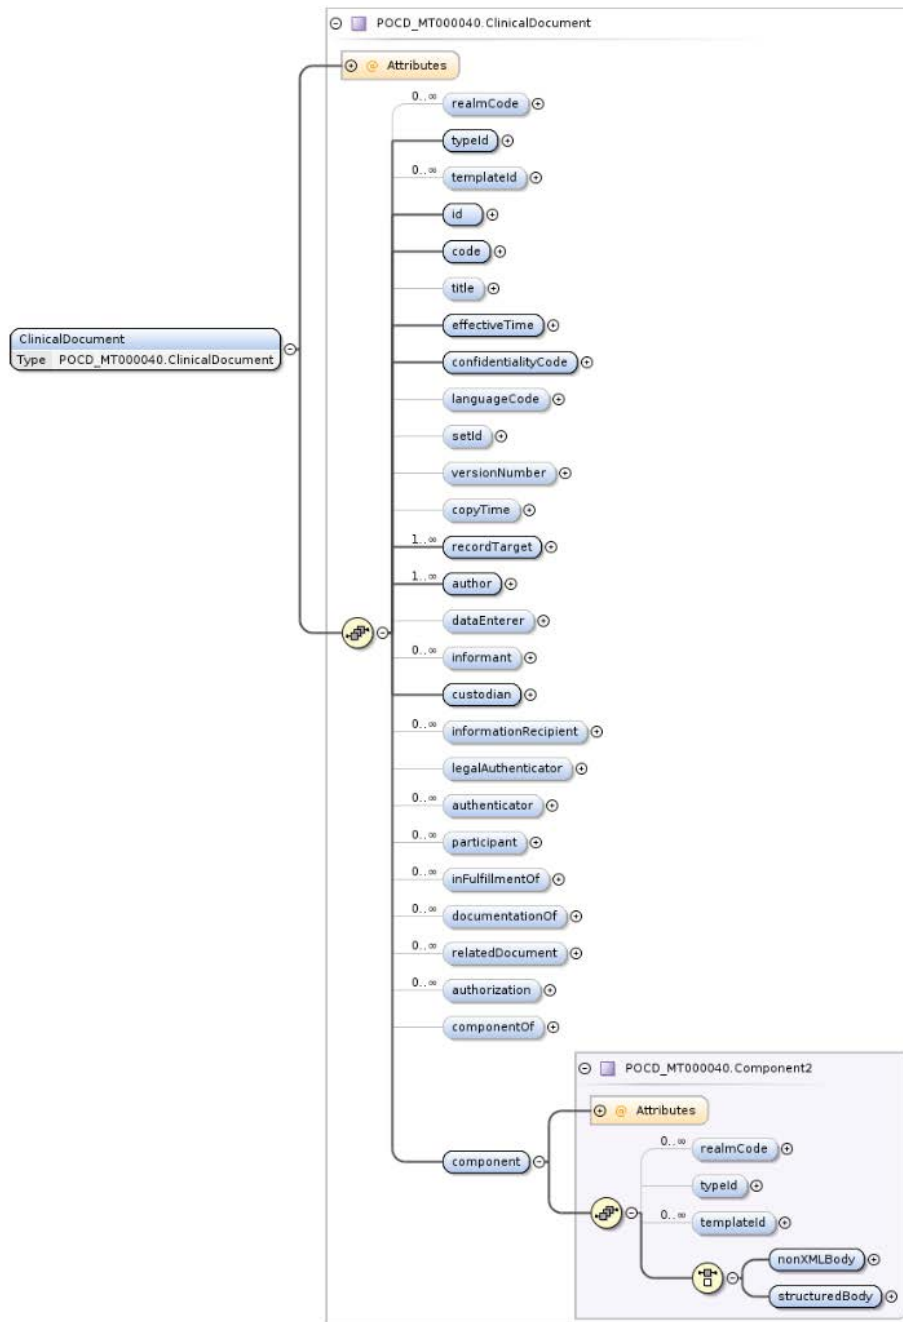 POCD_MT000040.ClinicalDocument
@ Attributes
0..∞ realmCode
typeId
0..∞ templateId
id
code
title
effectiveTime
ClinicalDocument
Type POCD_MT000040.ClinicalDocument
confidentialityCode
languageCode
setId
versionNumber
copyTime
1..∞ recordTarget
1..∞ author
dataEnterer
0..∞ informant
custodian
0..∞ informationRecipient
legalAuthenticator
0..∞ authenticator
0..∞ participant
0..∞ inFulfillmentOf
0..∞ documentationOf
0..∞ relatedDocument
0..∞ authorization
componentOf
POCD_MT000040.Component2
@ Attributes
0..∞ realmCode
component
typeId
0..∞ templateId
nonXMLBody
structuredBody